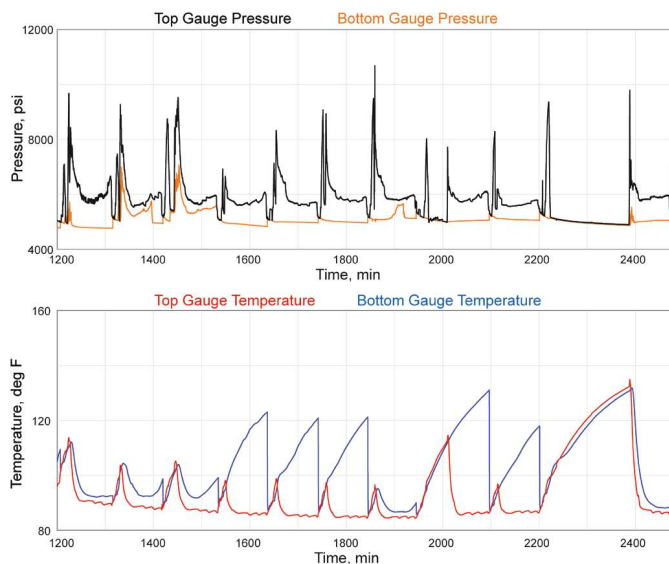 Top Gauge Pressure Bottom Gauge Pressure
12000
8000
4000
Pressure, psi
1200 1400 1600 1800 2000 2200 2400
Time, min
Top Gauge Temperature Bottom Gauge Temperature
160
120
80
Temperature, deg F
1200 1400 1600 1800 2000 2200 2400
Time, min